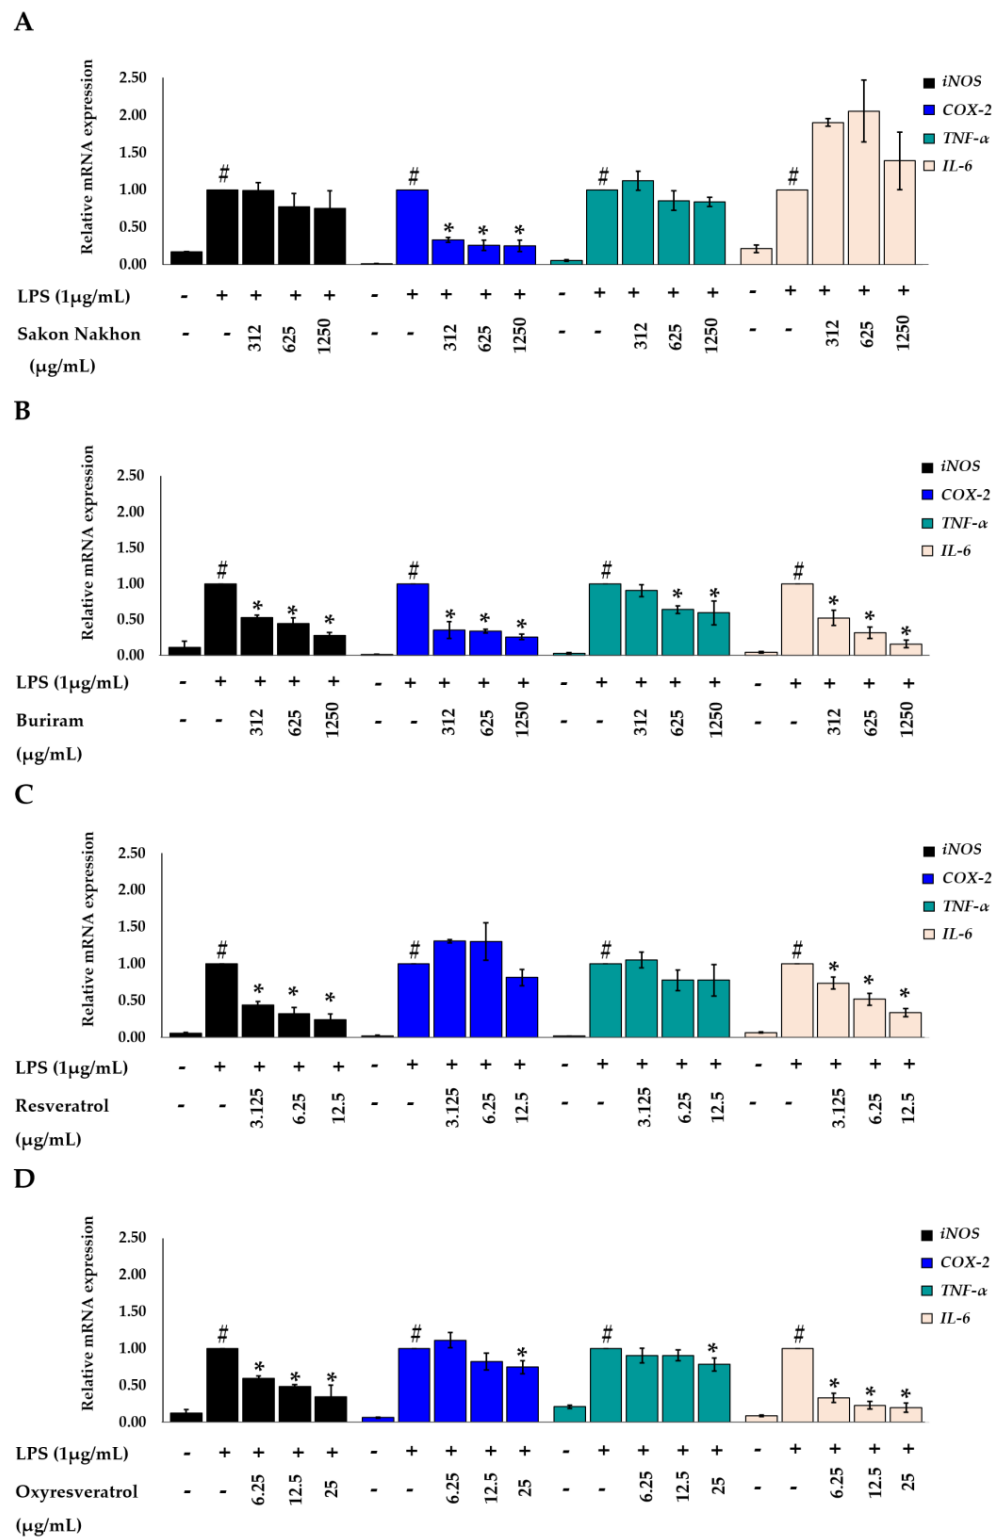 A
Relative mRNA expression
2.50
2.00
1.50
1.00
0.50
0.00
# # # #
* * *
iNOS
COX-2
TNF-α
IL-6
LPS (1µg/mL) - + + + + - + + + + - + + + + - + + + +
Sakon Nakhon - - 312 625 1250 - - 312 625 1250 - - 312 625 1250 - - 312 625 1250
(µg/mL)
B
Relative mRNA expression
2.50
2.00
1.50
1.00
0.50
0.00
# # # #
* * * * * * * * * * *
iNOS
COX-2
TNF-α
IL-6
LPS (1µg/mL) - + + + + - + + + + - + + + + - + + + +
Buriram - - 312 625 1250 - - 312 625 1250 - - 312 625 1250 - - 312 625 1250
(µg/mL)
C
Relative mRNA expression
2.50
2.00
1.50
1.00
0.50
0.00
# # # #
* * * * * *
iNOS
COX-2
TNF-α
IL-6
LPS (1µg/mL) - + + + + - + + + + - + + + + - + + + +
Resveratrol - - 3.125 6.25 12.5 - - 3.125 6.25 12.5 - - 3.125 6.25 12.5 - - 3.125 6.25 12.5
(µg/mL)
D
Relative mRNA expression
2.50
2.00
1.50
1.00
0.50
0.00
# # # #
* * * * * * * *
iNOS
COX-2
TNF-α
IL-6
LPS (1µg/mL) - + + + + - + + + + - + + + + - + + + +
Oxyresveratrol - - 6.25 12.5 25 - - 6.25 12.5 25 - - 6.25 12.5 25 - - 6.25 12.5 25
(µg/mL)